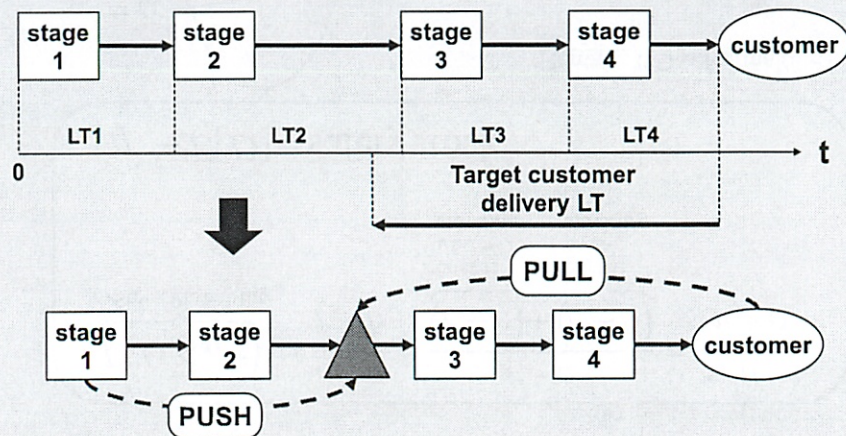 stage
1
stage
2
stage
3
stage
4
customer
LT1
LT2
LT3
LT4
0
t
Target customer
delivery LT
PULL
stage
1
stage
2
stage
3
stage
4
customer
PUSH